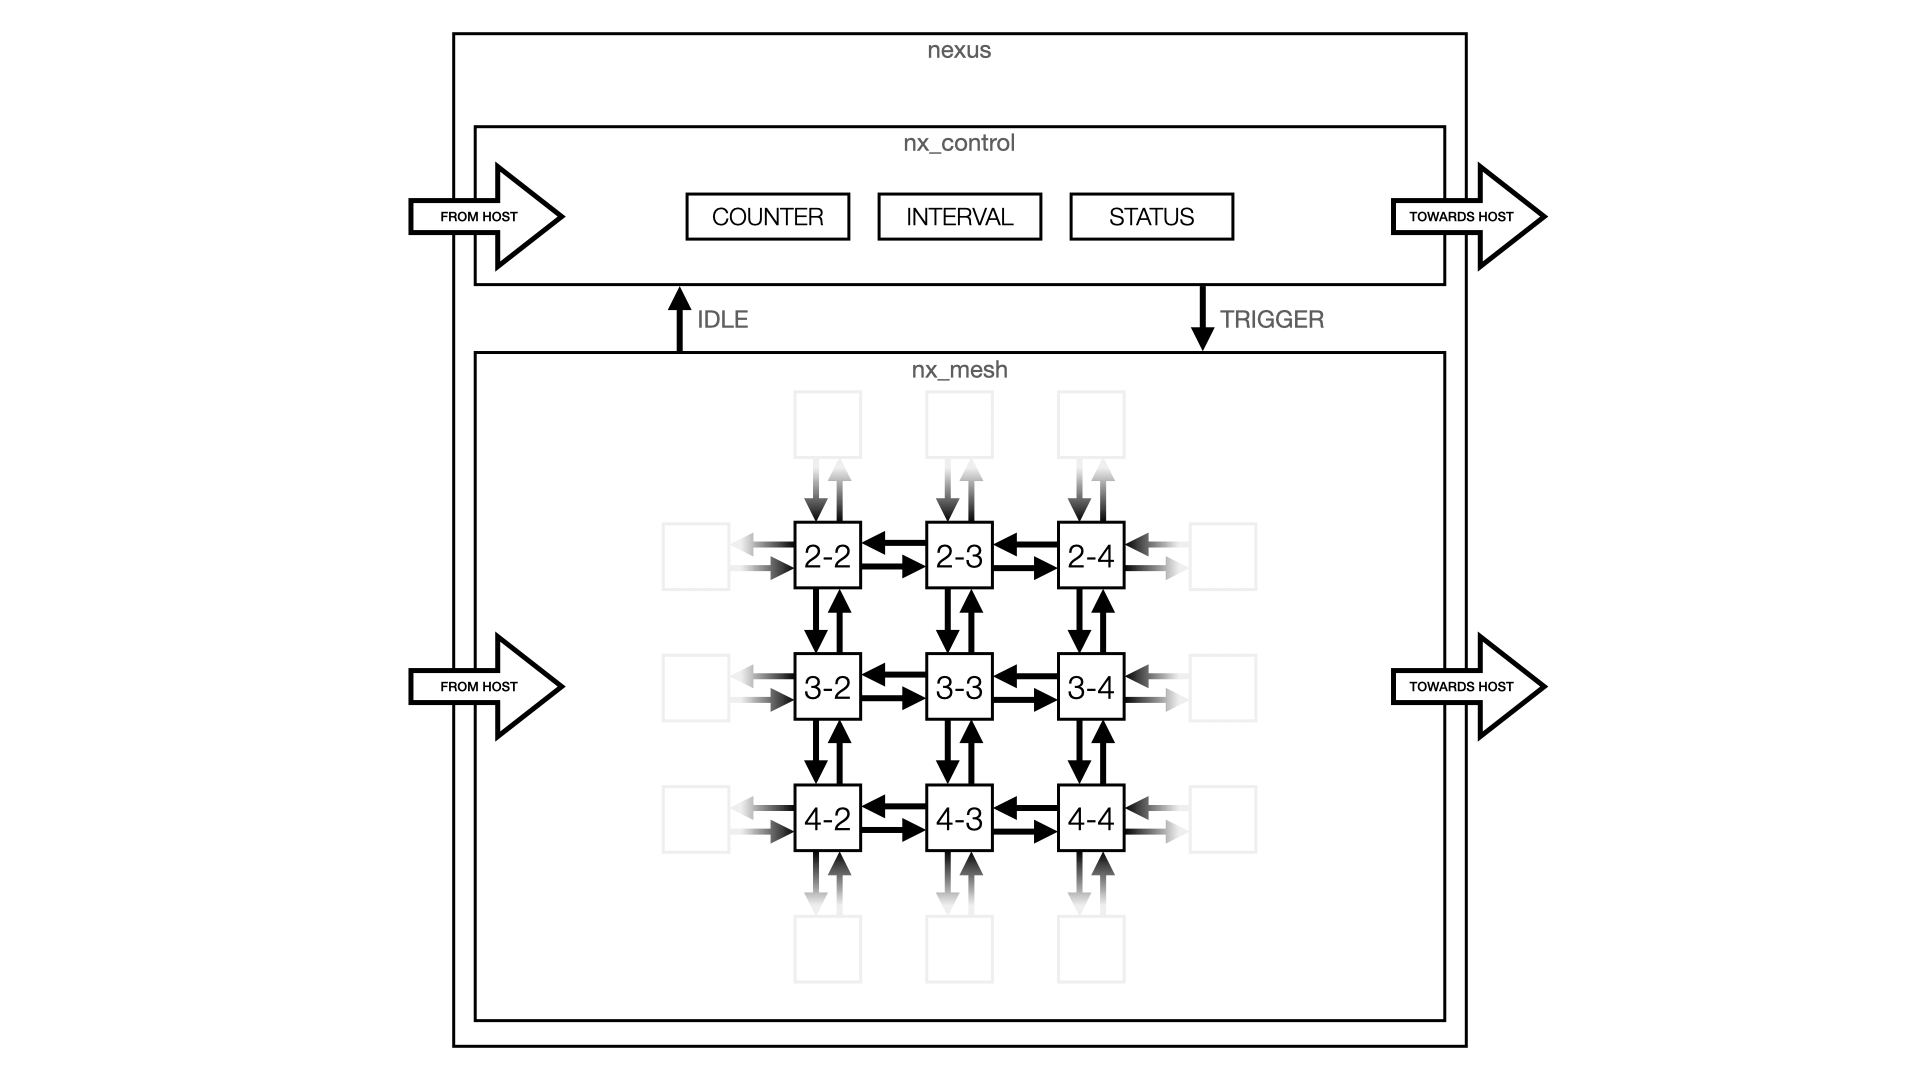 nexus
nx_control
FROM HOST
COUNTER
INTERVAL
STATUS
TOWARDS HOST
IDLE
TRIGGER
nx_mesh
2-2
2-3
2-4
FROM HOST
3-2
3-3
3-4
TOWARDS HOST
4-2
4-3
4-4